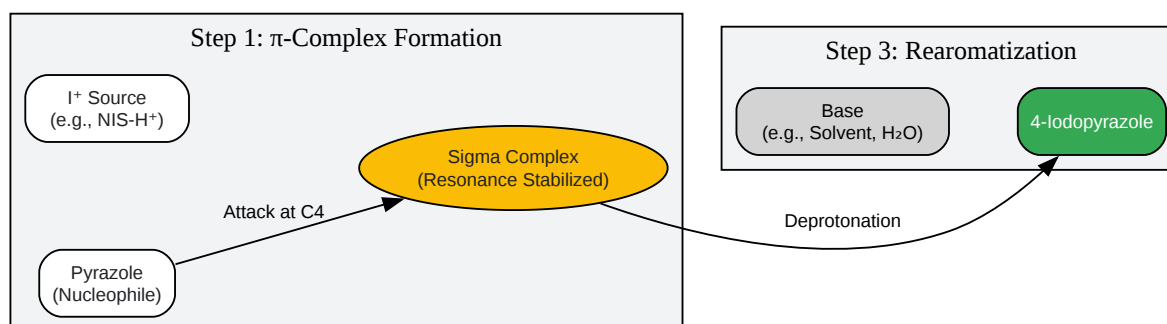 Step 1: π-Complex Formation
I⁺ Source
(e.g., NIS-H⁺)
Sigma Complex
(Resonance Stabilized)
Attack at C4
Pyrazole
(Nucleophile)
Step 3: Rearomatization
Base
(e.g., Solvent, H₂O)
4-Iodopyrazole
Deprotonation